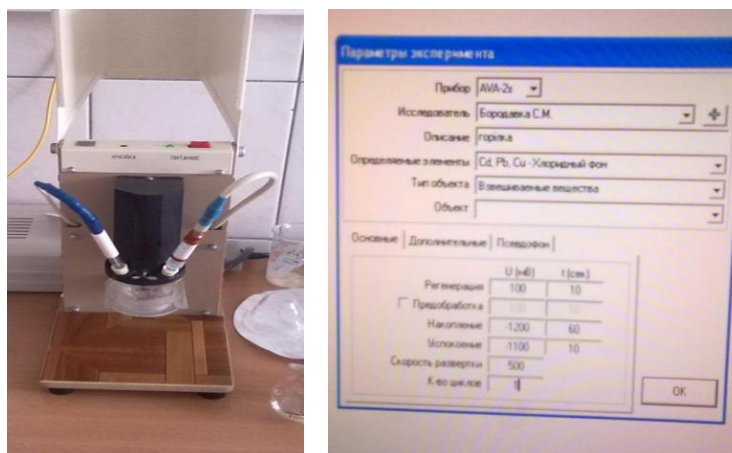 ЯЧЕЙКА ПИТАНИЕ
Параметры эксперимента
Прибор AVA-2s
Исследователь Бородавка С.М.
Описание горілка
Определяемые элементы Cd, Pb, Cu - Хлоридный фон
Тип объекта Взвешиваемые вещества
Объект
Основные Дополнительные Псевдофон
U (мВ) t (сек)
Регенерация 100 10
Предобработка
Накопление -1200 60
Успокоение -1100 10
Скорость развертки 500
К-во циклов 1
OK